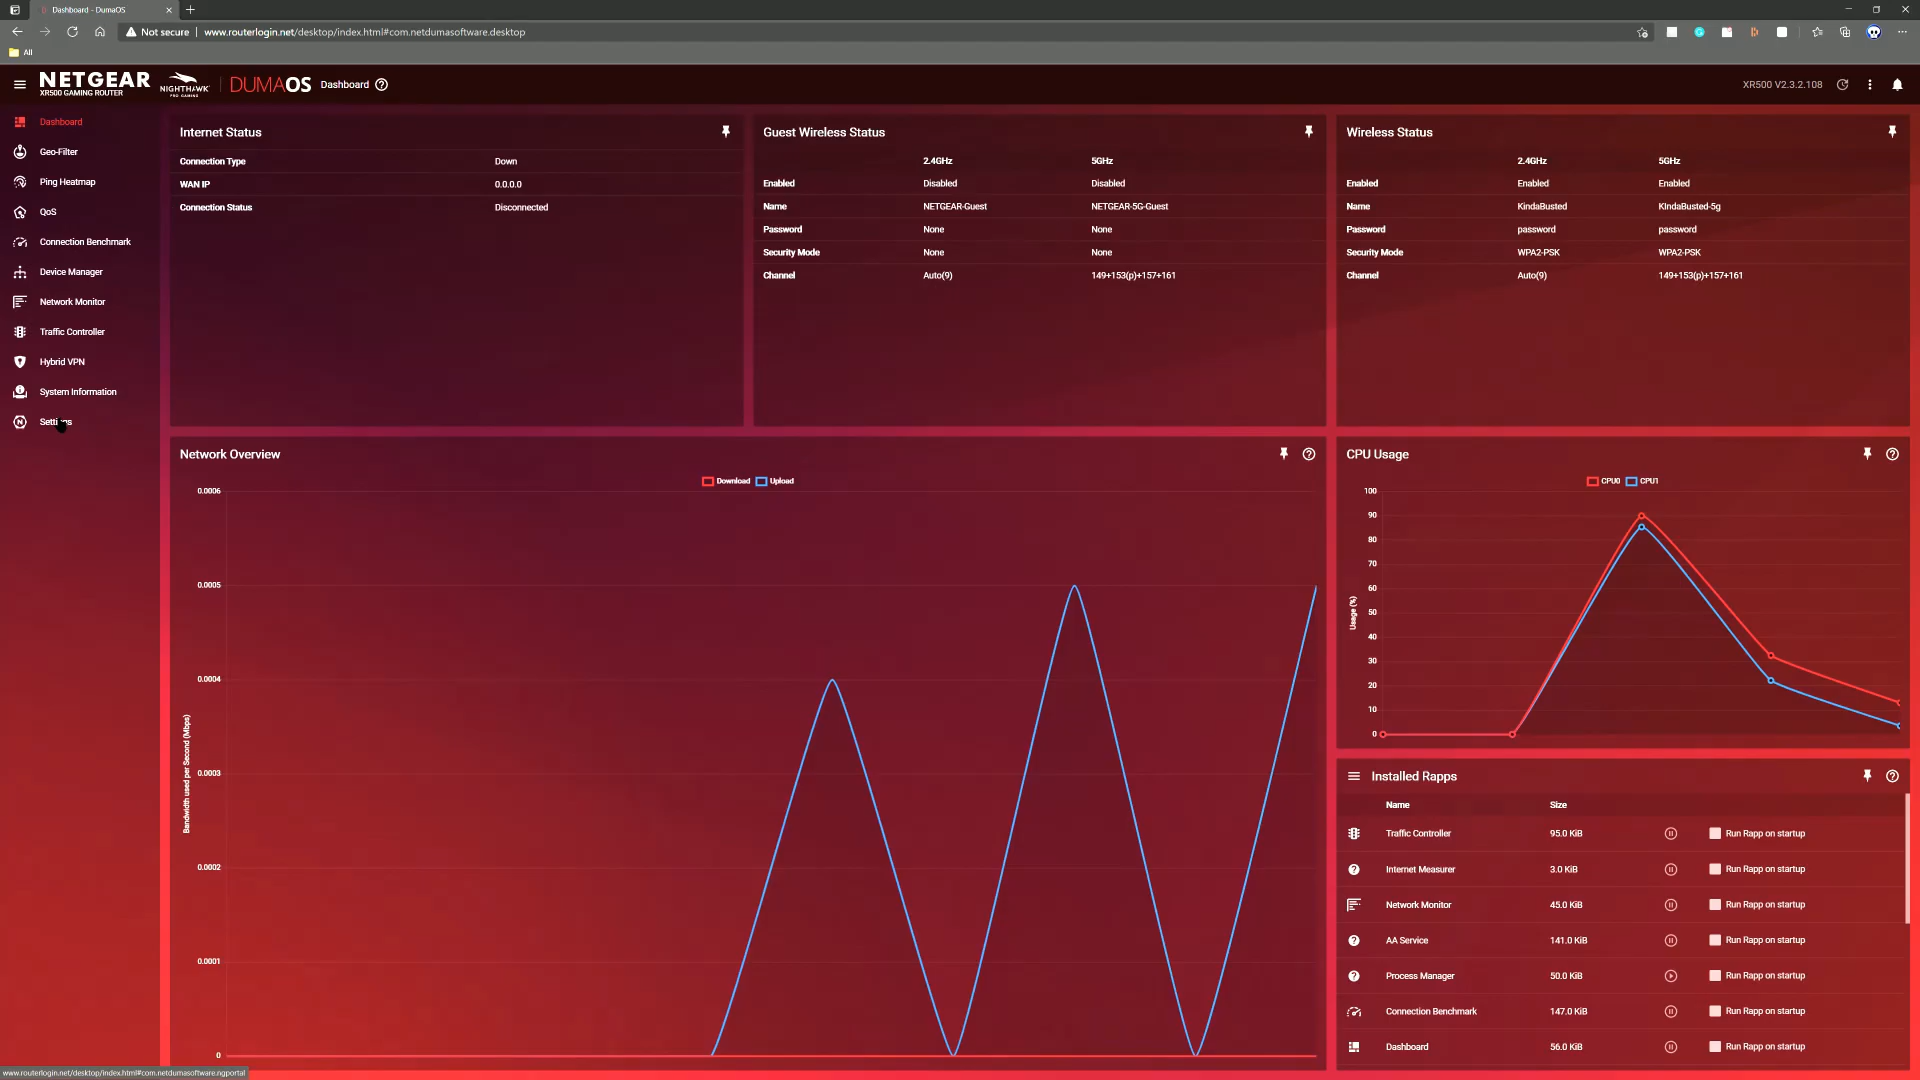 Dashboard - DumaOS
Not secure | www.routerlogin.net/desktop/index.html#com.netdumasoftware.desktop
All
NETGEAR
XR500 GAMING ROUTER
NIGHTHAWK
PRO GAMING
DUMAOS
Dashboard
XR500 V2.3.2.108
Dashboard
Geo-Filter
Ping Heatmap
QoS
Connection Benchmark
Device Manager
Network Monitor
Traffic Controller
Hybrid VPN
System Information
Settings
Internet Status
Connection Type Down
WAN IP 0.0.0.0
Connection Status Disconnected
Guest Wireless Status
2.4GHz 5GHz
Enabled Disabled Disabled
Name NETGEAR-Guest NETGEAR-5G-Guest
Password None None
Security Mode None None
Channel Auto(9) 149+153(p)+157+161
Wireless Status
2.4GHz 5GHz
Enabled Enabled Enabled
Name KindaBusted KIndaBusted-5g
Password password password
Security Mode WPA2-PSK WPA2-PSK
Channel Auto(9) 149+153(p)+157+161
Network Overview
Download Upload
0.0006
0.0005
0.0004
0.0003
0.0002
0.0001
0
Bandwidth used per Second (Mbps)
CPU Usage
CPU0 CPU1
100
90
80
70
60
50
40
30
20
10
0
Usage (%)
Installed Rapps
Name Size
Traffic Controller 95.0 KiB Run Rapp on startup
Internet Measurer 3.0 KiB Run Rapp on startup
Network Monitor 45.0 KiB Run Rapp on startup
AA Service 141.0 KiB Run Rapp on startup
Process Manager 50.0 KiB Run Rapp on startup
Connection Benchmark 147.0 KiB Run Rapp on startup
Dashboard 56.0 KiB Run Rapp on startup
www.routerlogin.net/desktop/index.html#com.netdumasoftware.ngportal